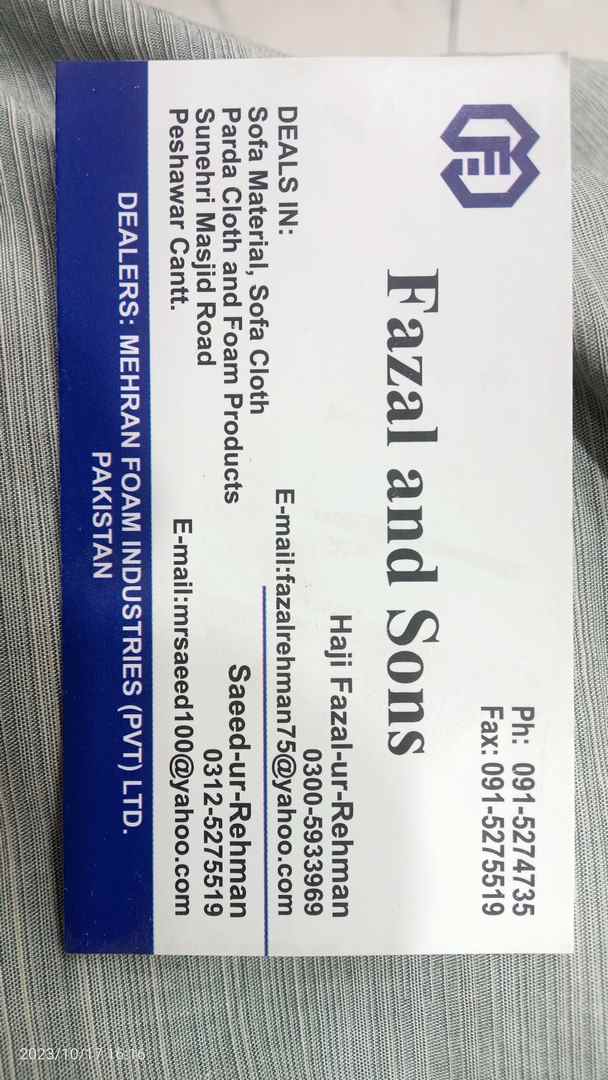 Ph: 091-5274735
Fax: 091-5275519
Fazal and Sons
Haji Fazal-ur-Rehman
0300-5933969
E-mail:fazalrehman75@yahoo.com
DEALS IN:
Sofa Material, Sofa Cloth
Parda Cloth and Foam Products
Sunehri Masjid Road
Peshawar Cantt.
Saeed-ur-Rehman
0312-5275519
E-mail:mrsaeed100@yahoo.com
DEALERS: MEHRAN FOAM INDUSTRIES (PVT) LTD.
PAKISTAN
2023/10/17 16:16